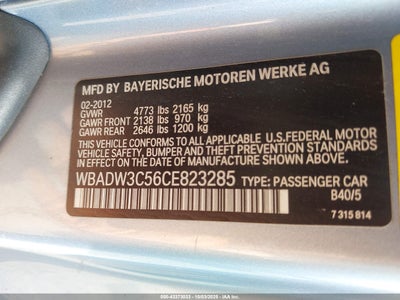 MFD BY BAYERISCHE MOTOREN WERKE AG
02-2012
GVWR 4773 lbs 2165 kg
GAWR FRONT 2138 lbs 970 kg
GAWR REAR 2646 lbs 1200 kg
THIS VEHICLE CONFORMS TO ALL APPLICABLE U.S.FEDERAL MOTOR
VEHICLE SAFETY, BUMPER, AND THEFT PREVENTION STANDARDS
IN EFFECT ON THE DATE OF MANUFACTURE SHOWN ABOVE.
WBADW3C56CE823285 TYPE: PASSENGER CAR
B40/5
7 315 814